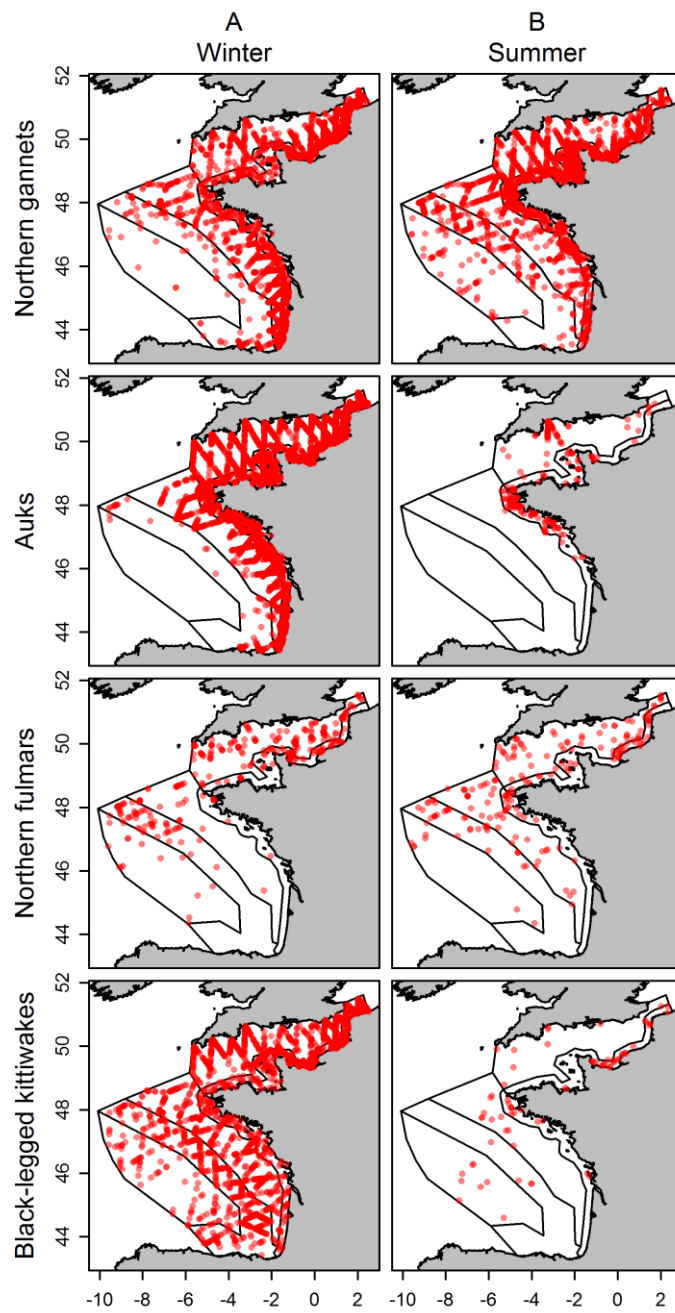 A
B
Winter
Summer
Northern gannets
52
50
48
46
44
Auks
52
50
48
46
44
Northern fulmars
52
50
48
46
44
Black-legged kittiwakes
52
50
48
46
44
-10 -8 -6 -4 -2 0 2
-10 -8 -6 -4 -2 0 2